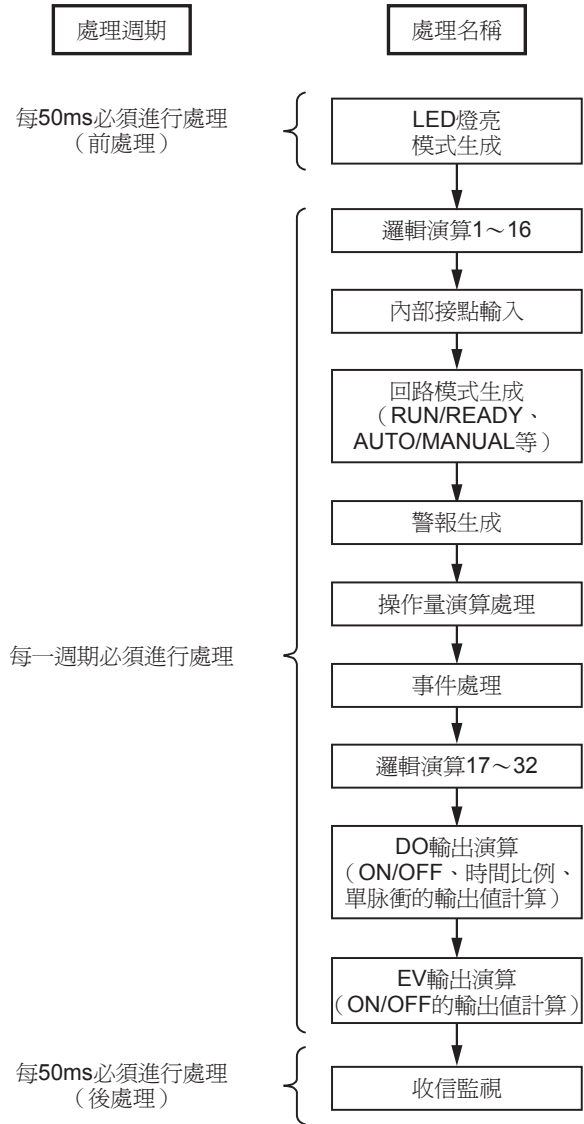 處理週期
處理名稱
每50ms必須進行處理
（前處理）
LED燈亮
模式生成
邏輯演算1～16
內部接點輸入
回路模式生成
（RUN/READY、
AUTO/MANUAL等）
警報生成
操作量演算處理
每一週期必須進行處理
事件處理
邏輯演算17～32
DO輸出演算
（ON/OFF、時間比例、
單脉衝的輸出值計算）
EV輸出演算
（ON/OFF的輸出值計算）
每50ms必須進行處理
（後處理）
收信監視